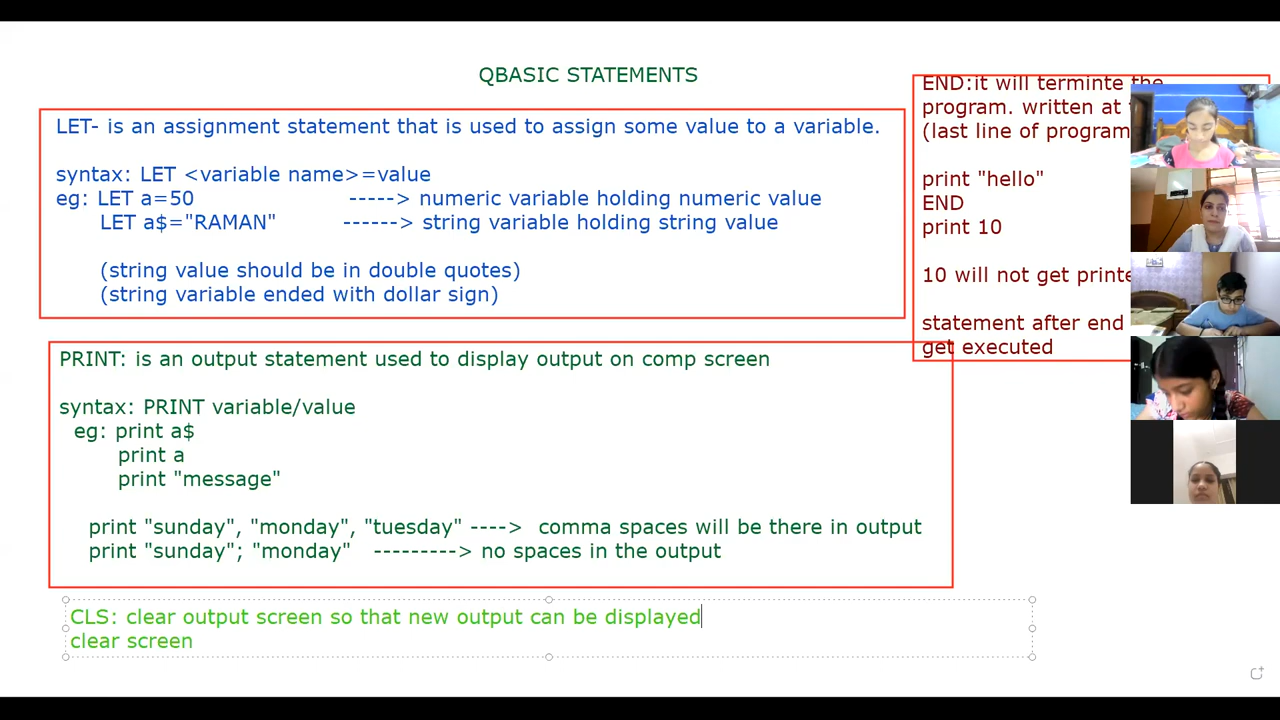 QBASIC STATEMENTS
LET- is an assignment statement that is used to assign some value to a variable.
syntax: LET <variable name>=value
eg: LET a=50 -----> numeric variable holding numeric value
LET a$="RAMAN" ------> string variable holding string value
(string value should be in double quotes)
(string variable ended with dollar sign)
PRINT: is an output statement used to display output on comp screen
syntax: PRINT variable/value
eg: print a$
print a
print "message"
print "sunday", "monday", "tuesday" ----> comma spaces will be there in output
print "sunday"; "monday" ---------> no spaces in the output
CLS: clear output screen so that new output can be displayed
clear screen
END:it will terminte the
program. written at
(last line of program
print "hello"
END
print 10
10 will not get printe
statement after end
get executed